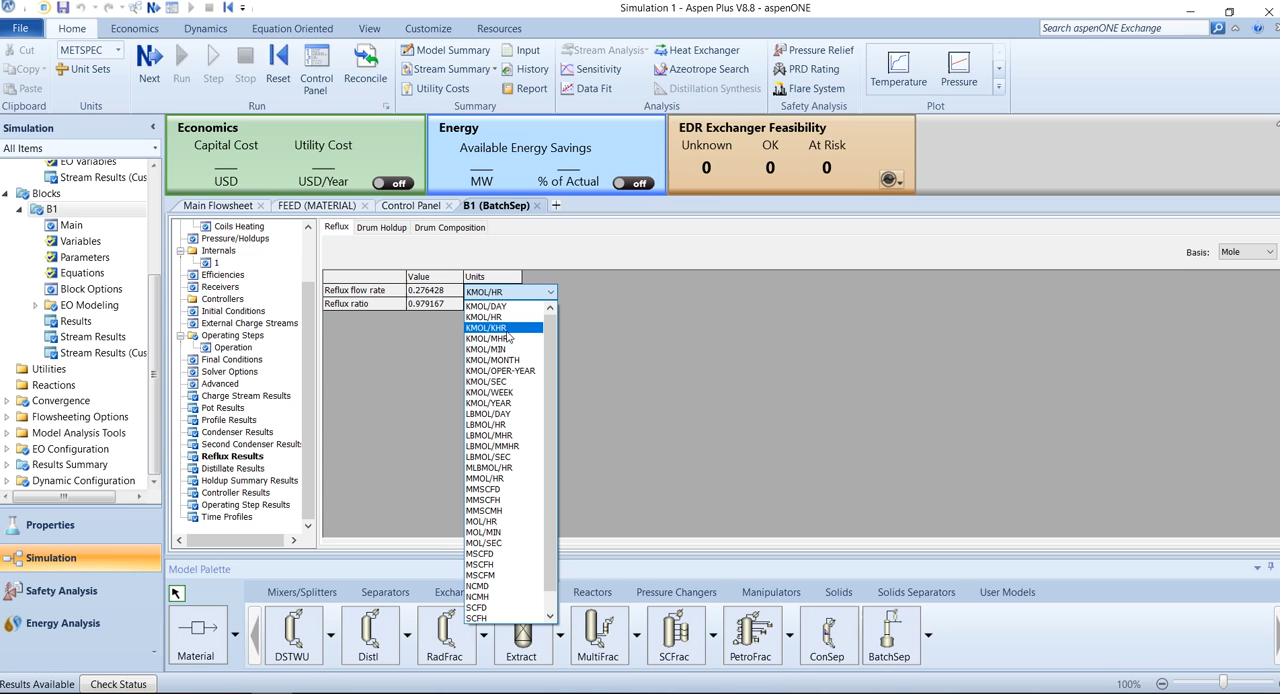 Simulation 1 - Aspen Plus V8.8 - aspenONE
File Home Economics Dynamics Equation Oriented View Customize Resources
Search aspenONE Exchange
Cut
Copy
Paste
Clipboard
METSPEC
Unit Sets
Units
Next Run Step Stop Reset Control Panel Reconcile
Run
Model Summary Input
Stream Summary History
Utility Costs Report
Summary
Stream Analysis Heat Exchanger
Sensitivity Azeotrope Search
Data Fit Distillation Synthesis
Analysis
Pressure Relief
PRD Rating
Flare System
Safety Analysis
Temperature Pressure
Plot
Simulation
All Items
EO Variables
Stream Results (Cus
Blocks
B1
Main
Variables
Parameters
Equations
Block Options
EO Modeling
Results
Stream Results
Stream Results (Cus
Utilities
Reactions
Convergence
Flowsheeting Options
Model Analysis Tools
EO Configuration
Results Summary
Dynamic Configuration
Properties
Simulation
Safety Analysis
Energy Analysis
Economics
Capital Cost Utility Cost
USD USD/Year off
Energy
Available Energy Savings
MW % of Actual off
EDR Exchanger Feasibility
Unknown OK At Risk
0 0 0
Main Flowsheet FEED (MATERIAL) Control Panel B1 (BatchSep)
Coils Heating
Pressure/Holdups
Internals
1
Efficiencies
Receivers
Controllers
Initial Conditions
External Charge Streams
Operating Steps
Operation
Final Conditions
Solver Options
Advanced
Charge Stream Results
Pot Results
Profile Results
Condenser Results
Second Condenser Results
Reflux Results
Distillate Results
Holdup Summary Results
Controller Results
Operating Step Results
Time Profiles
Reflux Drum Holdup Drum Composition
Basis: Mole
Value Units
Reflux flow rate 0.276428 KMOL/HR
Reflux ratio 0.979167
KMOL/DAY
KMOL/HR
KMOL/KHR
KMOL/MHR
KMOL/MIN
KMOL/MONTH
KMOL/OPER-YEAR
KMOL/SEC
KMOL/WEEK
KMOL/YEAR
LBMOL/DAY
LBMOL/HR
LBMOL/MHR
LBMOL/MMHR
LBMOL/SEC
MLBMOL/HR
MMOL/HR
MMSCFD
MMSCFH
MMSCMH
MOL/HR
MOL/MIN
MOL/SEC
MSCFD
MSCFH
MSCFM
NCMD
NCMH
SCFD
SCFH
Model Palette
Mixers/Splitters Separators Exchan Reactors Pressure Changers Manipulators Solids Solids Separators User Models
Material DSTWU Distl RadFrac Extract MultiFrac SCFrac PetroFrac ConSep BatchSep
Results Available Check Status 100%